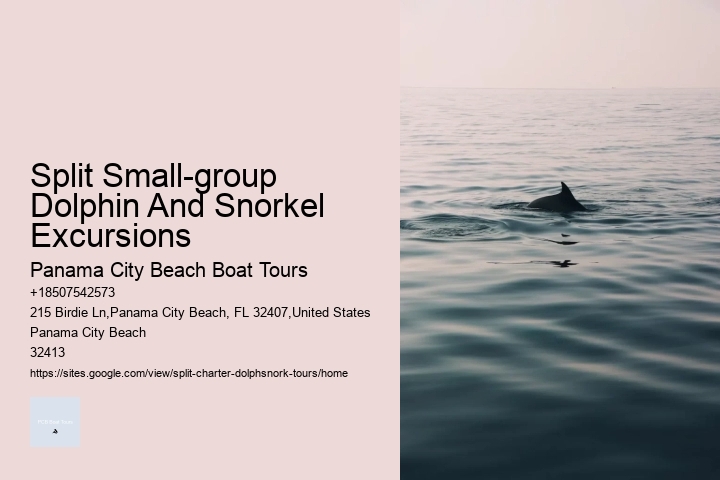 Split Small-group
Dolphin And Snorkel
Excursions
Panama City Beach Boat Tours
+18507542573
215 Birdie Ln,Panama City Beach, FL 32407,United States
Panama City Beach
32413
https://sites.google.com/view/split-charter-dolphsnork-tours/home